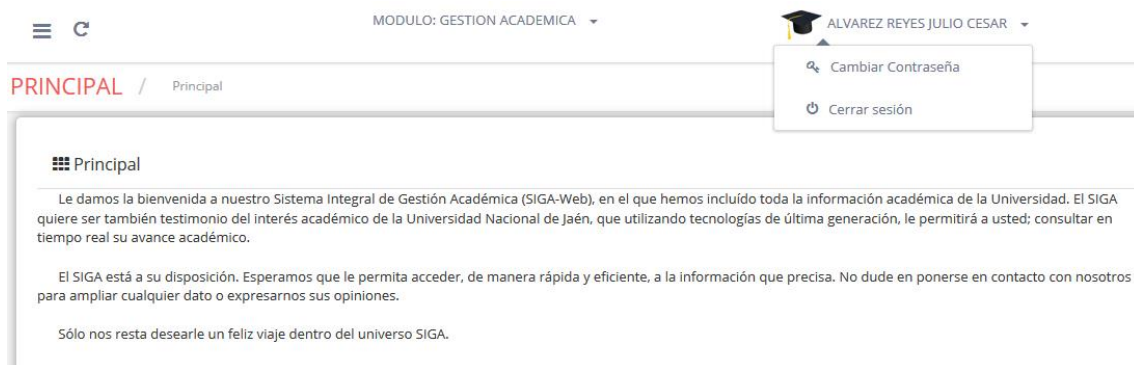 MODULO: GESTION ACADEMICA
ALVAREZ REYES JULIO CESAR
Cambiar Contraseña
Cerrar sesión
PRINCIPAL / Principal
Principal
Le damos la bienvenida a nuestro Sistema Integral de Gestión Académica (SIGA-Web), en el que hemos incluído toda la información académica de la Universidad. El SIGA
quiere ser también testimonio del interés académico de la Universidad Nacional de Jaén, que utilizando tecnologías de última generación, le permitirá a usted; consultar en
tiempo real su avance académico.
El SIGA está a su disposición. Esperamos que le permita acceder, de manera rápida y eficiente, a la información que precisa. No dude en ponerse en contacto con nosotros
para ampliar cualquier dato o expresarnos sus opiniones.
Sólo nos resta desearle un feliz viaje dentro del universo SIGA.